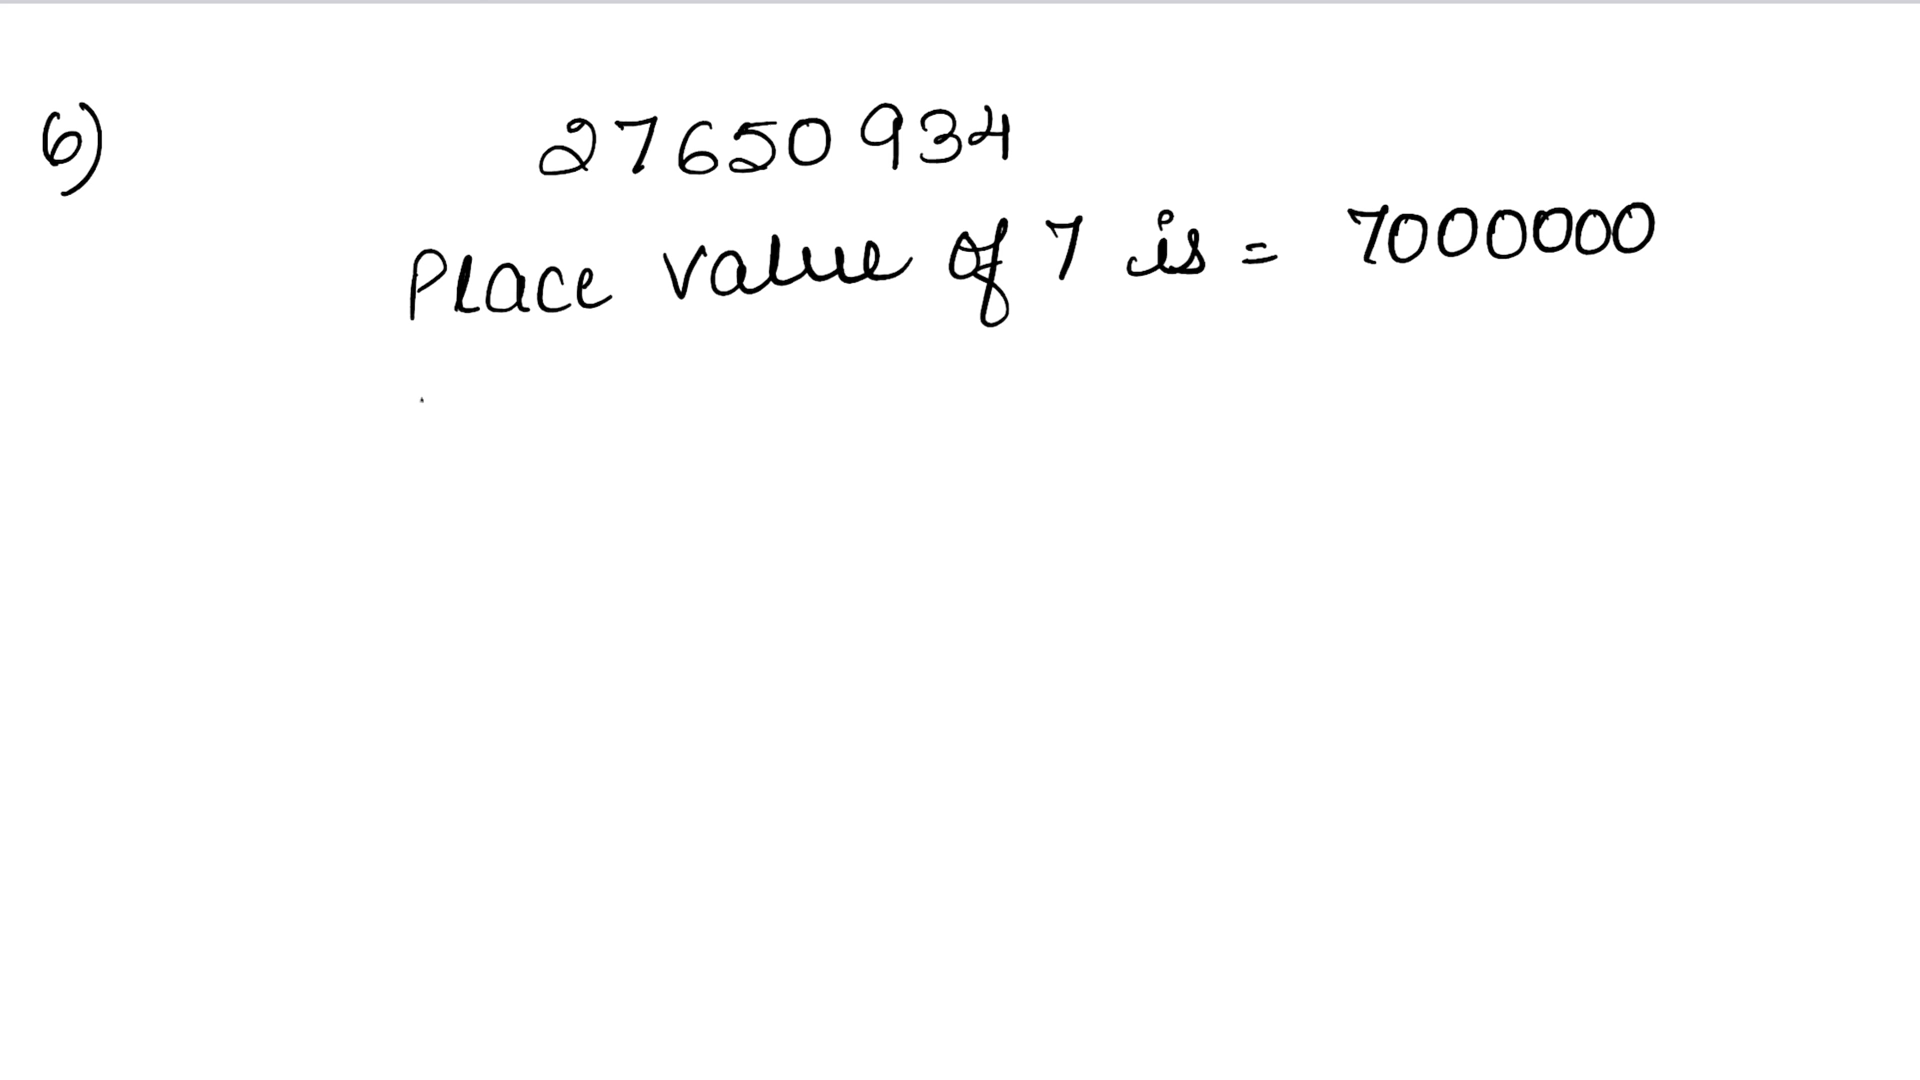 6) 27650934
Place value of 7 is = 7000000